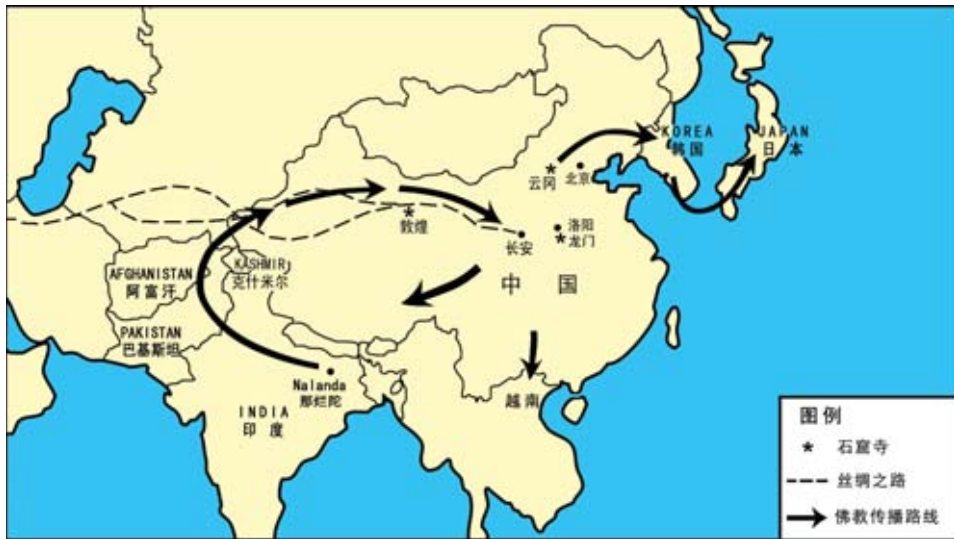 KOREA
韩国
JAPAN
日本
云冈
北京
洛阳
龙门
敦煌
长安
KASHMIR
克什米尔
AFGHANISTAN
阿富汗
中国
PAKISTAN
巴基斯坦
Nalanda
那烂陀
越南
INDIA
印度
图例
石窟寺
丝绸之路
佛教传播路线